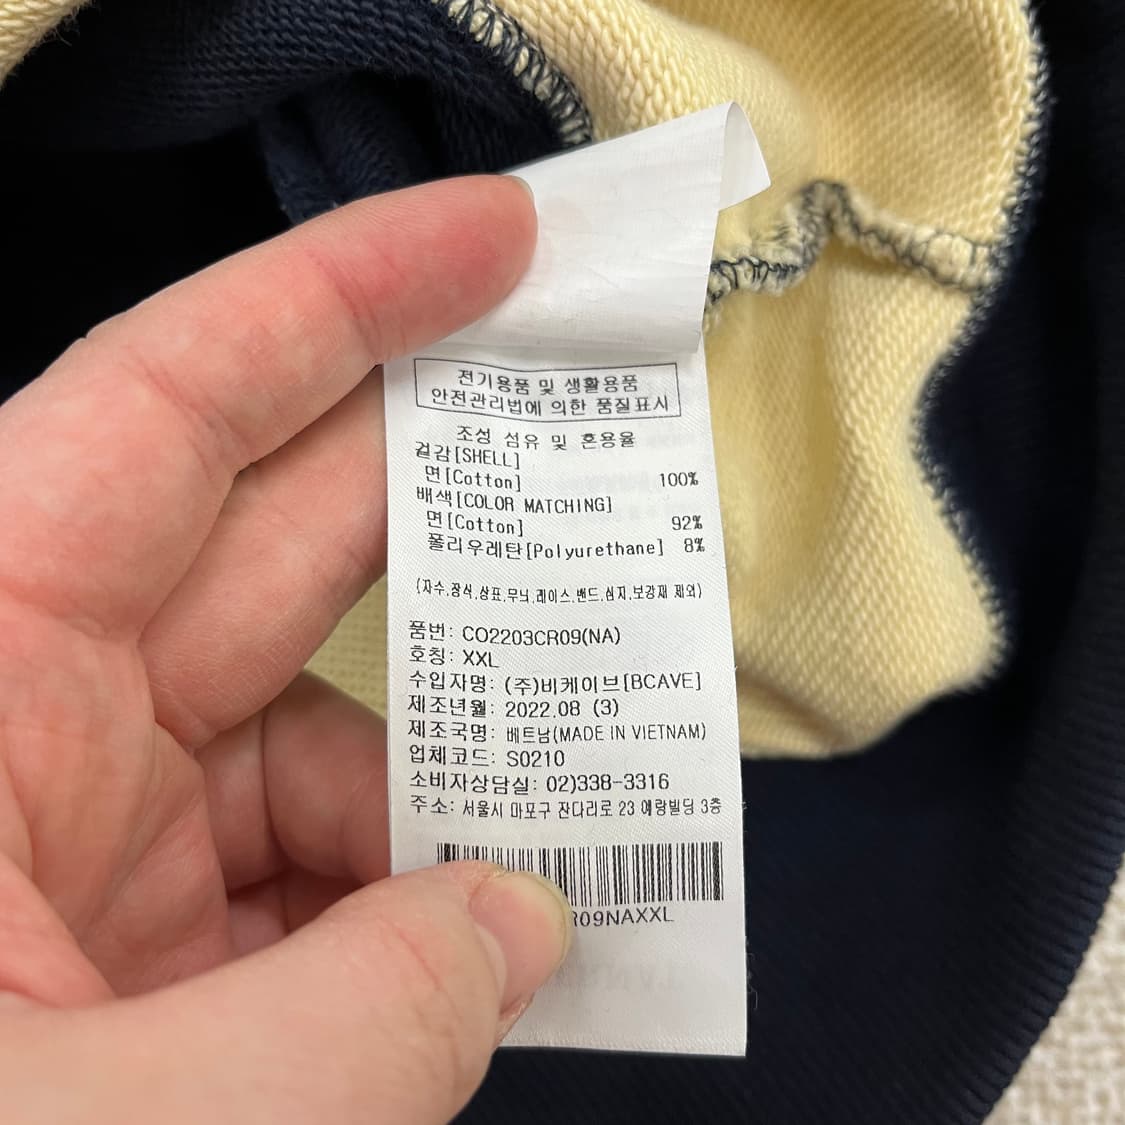 전기용품 및 생활용품
안전관리법에 의한 품질표시
조성 섬유 및 혼용율
겉감[SHELL]
면[Cotton] 100%
배색[COLOR MATCHING]
면[Cotton] 92%
폴리우레탄[Polyurethane] 8%
(자수,장식,상표,무늬,레이스,밴드,심지,보강재 제외)
품번: CO2203CR09(NA)
호칭: XXL
수입자명: (주)비케이브[BCAVE]
제조년월: 2022.08 (3)
제조국명: 베트남(MADE IN VIETNAM)
업체코드: S0210
소비자상담실: 02)338-3316
주소: 서울시 마포구 잔다리로 23 예랑빌딩 3층
R09NAXXL